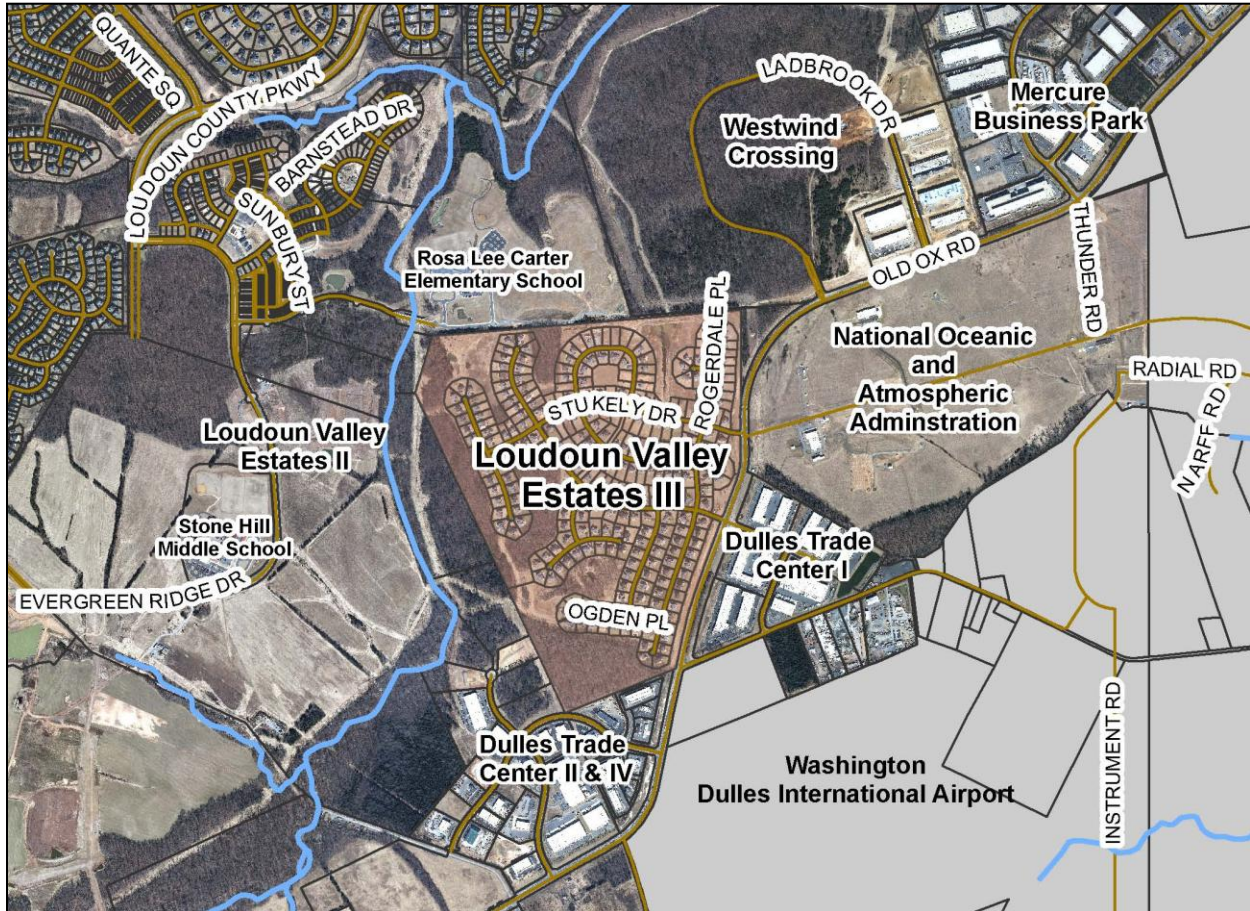 QUANTE SQ
LOUDOUN COUNTY PKWY
BARNSTEAD DR
SUNBURY ST
LADBROOK DR
Mercure
Business Park
Westwind
Crossing
Rosa Lee Carter
Elementary School
OLD OX RD
THUNDER RD
ROGERDALE PL
National Oceanic
and
Atmospheric
Adminstration
RADIAL RD
N ARFF RD
STUKELY DR
Loudoun Valley
Estates II
Loudoun Valley
Estates III
Stone Hill
Middle School
Dulles Trade
Center I
EVERGREEN RIDGE DR
OGDEN PL
INSTRUMENT RD
Dulles Trade
Center II & IV
Washington
Dulles International Airport